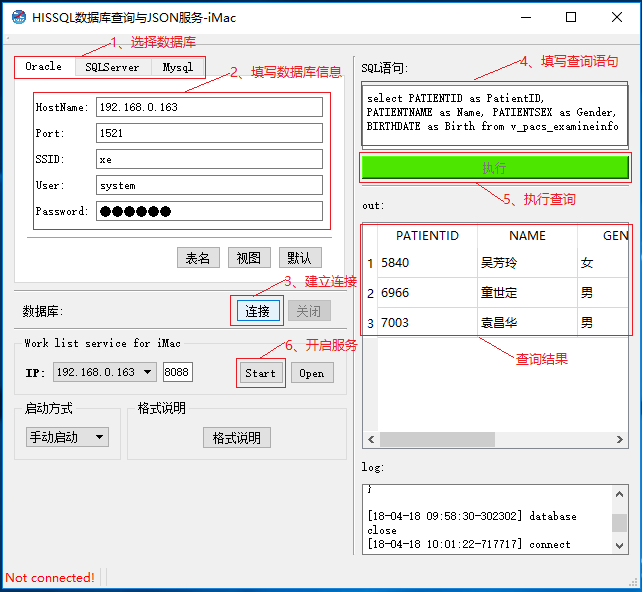 HISSQL数据库查询与JSON服务-iMac
1、选择数据库
Oracle SQLServer Mysql
2、填写数据库信息
HostName: 192.168.0.163
Port: 1521
SSID: xe
User: system
Password: ●●●●●●
表名 视图 默认
3、建立连接
数据库: 连接 关闭
Work list service for iMac
6、开启服务
IP: 192.168.0.163 8088 Start Open
启动方式
手动启动
格式说明
格式说明
SQL语句:
4、填写查询语句
select PATIENTID as PatientID,
PATIENTNAME as Name, PATIENTSEX as Gender,
BIRTHDATE as Birth from v_pacs_examineinfo
执行
5、执行查询
out:
PATIENTID NAME GEN
1 5840 吴芳玲 女
2 6966 童世定 男
3 7003 袁昌华 男
查询结果
log:
}
[18-04-18 09:58:30-302302] database
close
[18-04-18 10:01:22-717717] connect
Not connected!